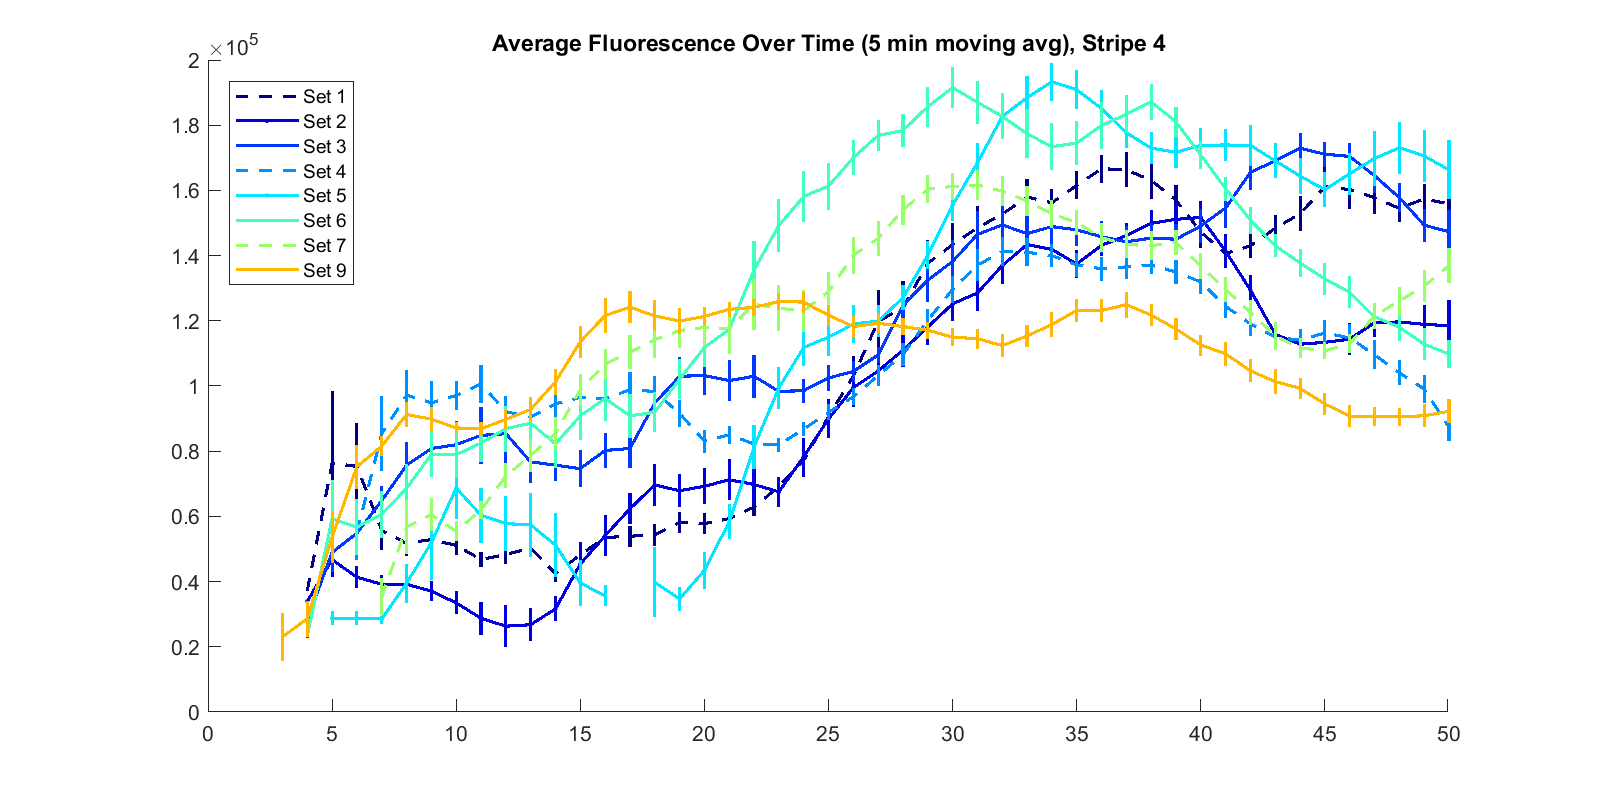 Average Fluorescence Over Time (5 min moving avg), Stripe 4
×10⁵
2
1.8
1.6
1.4
1.2
1
0.8
0.6
0.4
0.2
0
Set 1
Set 2
Set 3
Set 4
Set 5
Set 6
Set 7
Set 9
0 5 10 15 20 25 30 35 40 45 50